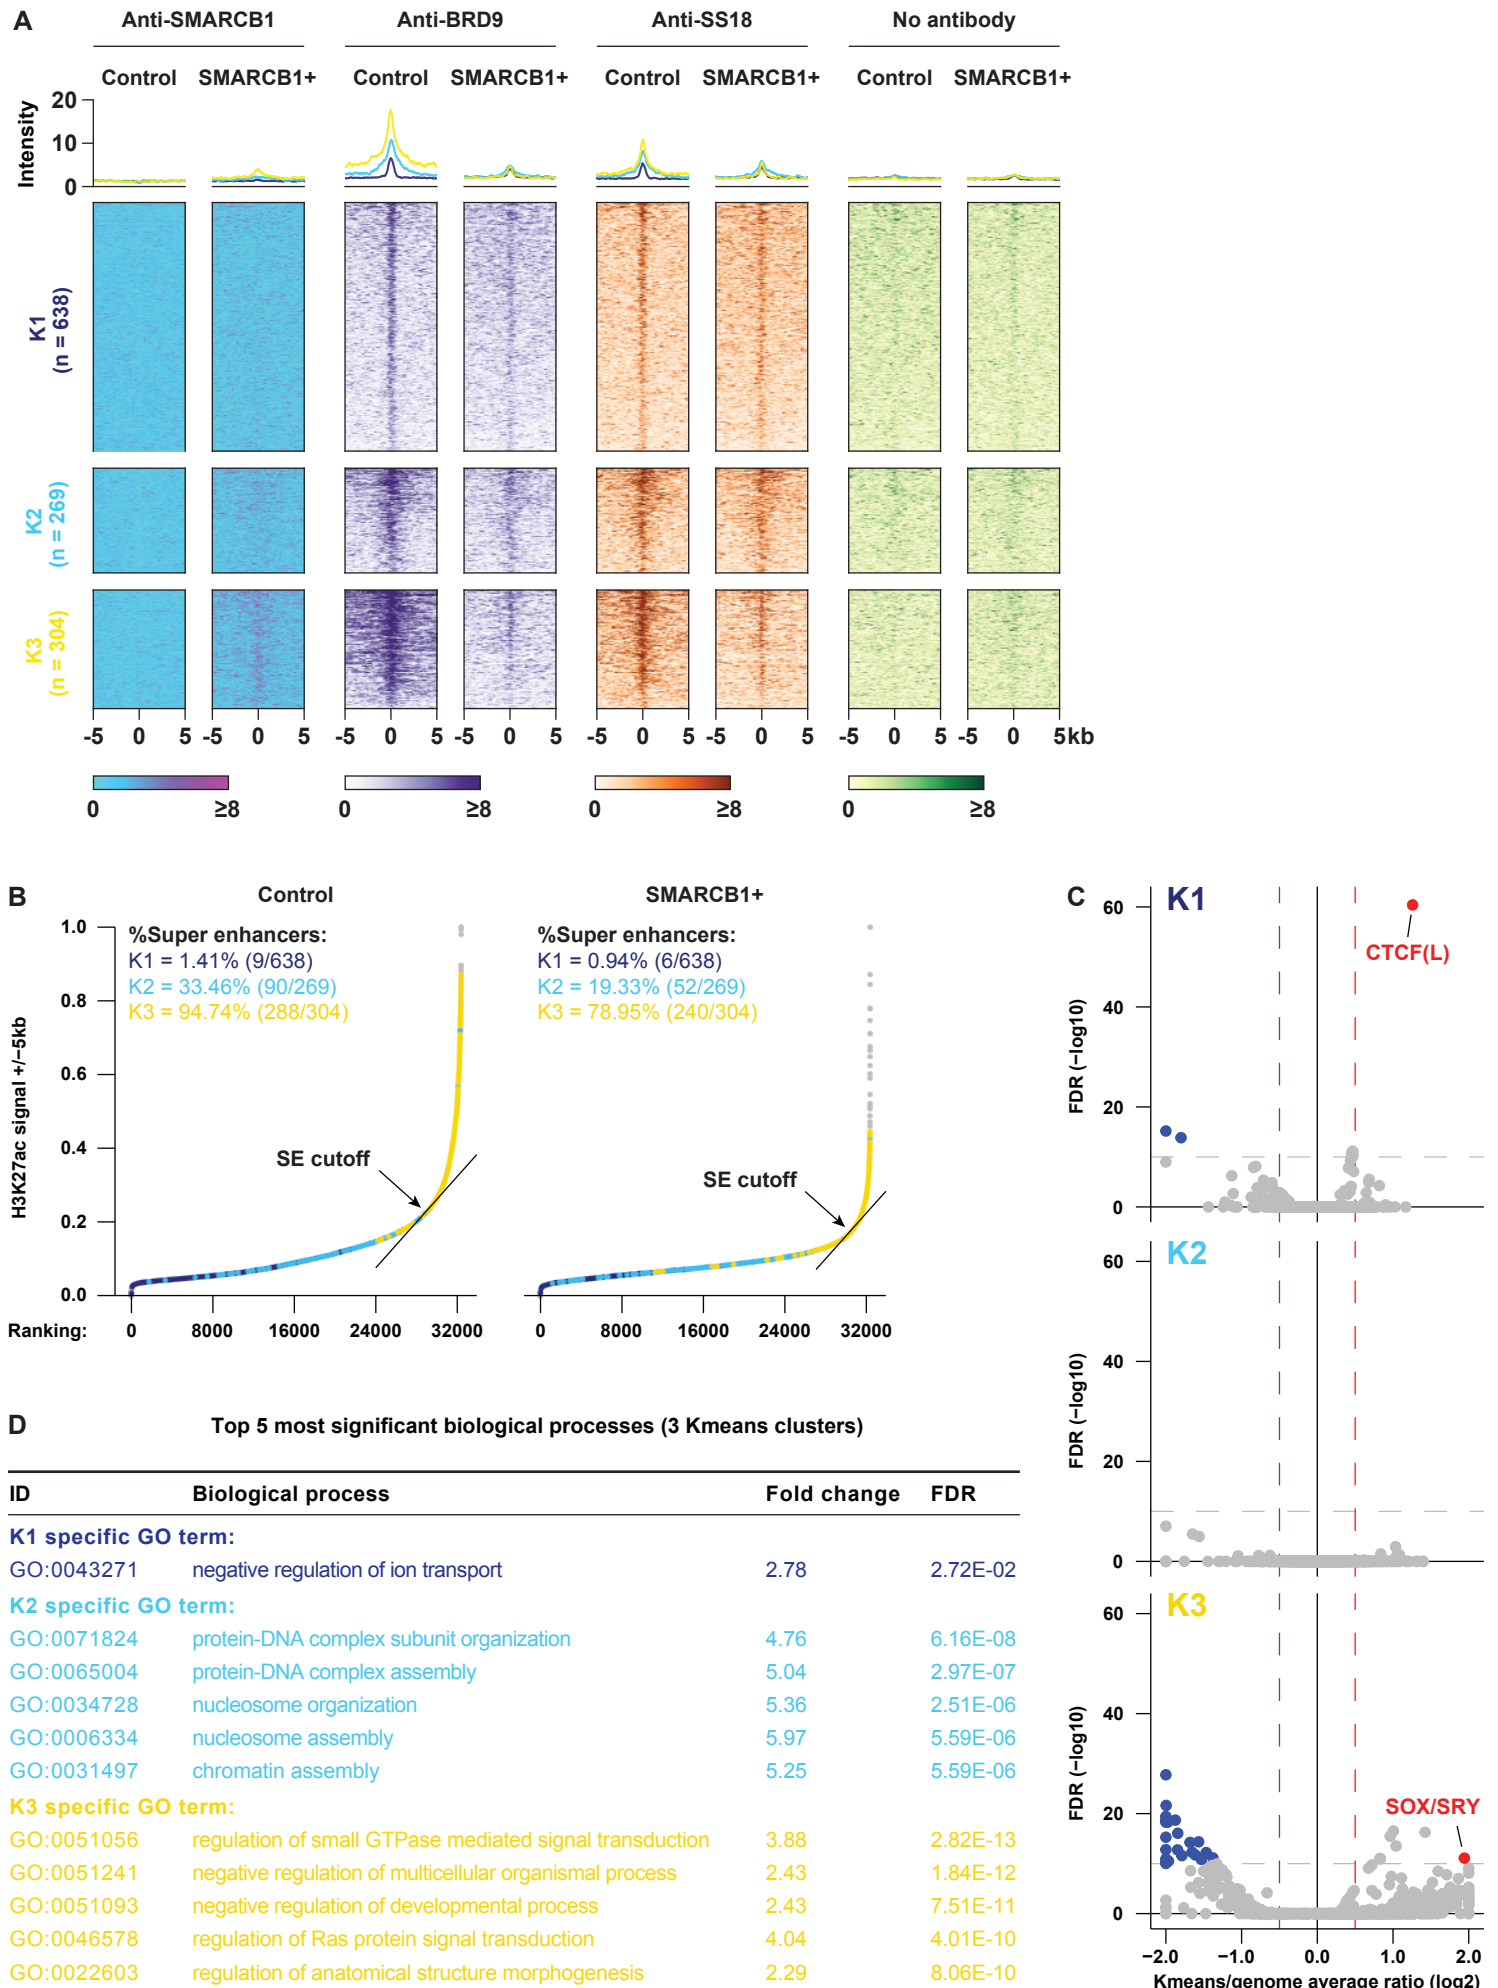 A
Anti-SMARCB1 Anti-BRD9 Anti-SS18 No antibody
Control SMARCB1+ Control SMARCB1+ Control SMARCB1+ Control SMARCB1+
Intensity
20
10
0
K1
(n = 638)
K2
(n = 269)
K3
(n = 304)
-5 0 5 -5 0 5 -5 0 5 -5 0 5 -5 0 5 -5 0 5 -5 0 5 -5 0 5kb
0 ≥8 0 ≥8 0 ≥8 0 ≥8
B
Control
%Super enhancers:
K1 = 1.41% (9/638)
K2 = 33.46% (90/269)
K3 = 94.74% (288/304)
SE cutoff
SMARCB1+
%Super enhancers:
K1 = 0.94% (6/638)
K2 = 19.33% (52/269)
K3 = 78.95% (240/304)
SE cutoff
H3K27ac signal +/−5kb
1.0
0.8
0.6
0.4
0.2
0.0
Ranking: 0 8000 16000 24000 32000 0 8000 16000 24000 32000
C
K1
CTCF(L)
FDR (−log10)
60
40
20
0
K2
FDR (−log10)
60
40
20
0
K3
SOX/SRY
FDR (−log10)
60
40
20
0
−2.0 −1.0 0.0 1.0 2.0
Kmeans/genome average ratio (log2)
D
Top 5 most significant biological processes (3 Kmeans clusters)
ID Biological process Fold change FDR
K1 specific GO term:
GO:0043271 negative regulation of ion transport 2.78 2.72E-02
K2 specific GO term:
GO:0071824 protein-DNA complex subunit organization 4.76 6.16E-08
GO:0065004 protein-DNA complex assembly 5.04 2.97E-07
GO:0034728 nucleosome organization 5.36 2.51E-06
GO:0006334 nucleosome assembly 5.97 5.59E-06
GO:0031497 chromatin assembly 5.25 5.59E-06
K3 specific GO term:
GO:0051056 regulation of small GTPase mediated signal transduction 3.88 2.82E-13
GO:0051241 negative regulation of multicellular organismal process 2.43 1.84E-12
GO:0051093 negative regulation of developmental process 2.43 7.51E-11
GO:0046578 regulation of Ras protein signal transduction 4.04 4.01E-10
GO:0022603 regulation of anatomical structure morphogenesis 2.29 8.06E-10